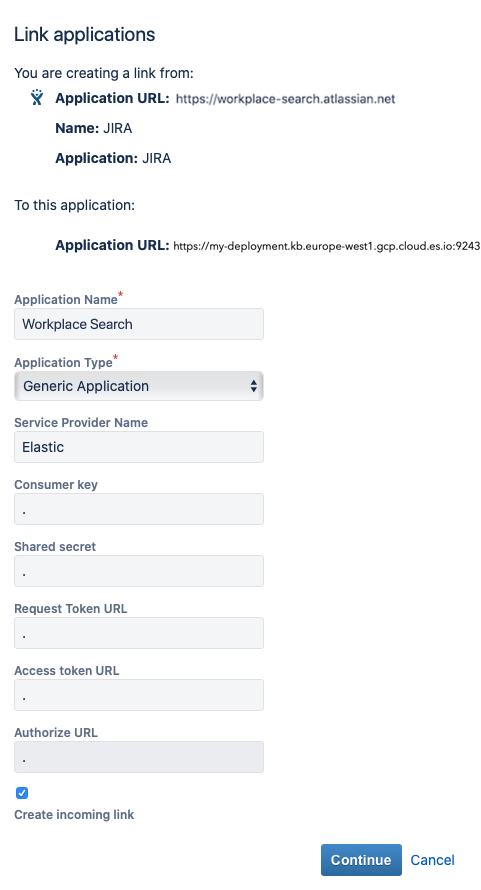 Link applications
You are creating a link from:
Application URL: https://workplace-search.atlassian.net
Name: JIRA
Application: JIRA
To this application:
Application URL: https://my-deployment.kb.europe-west1.gcp.cloud.es.io:9243
Application Name*
Workplace Search
Application Type*
Generic Application
Service Provider Name
Elastic
Consumer key
.
Shared secret
.
Request Token URL
.
Access token URL
.
Authorize URL
.
Create incoming link
Continue Cancel